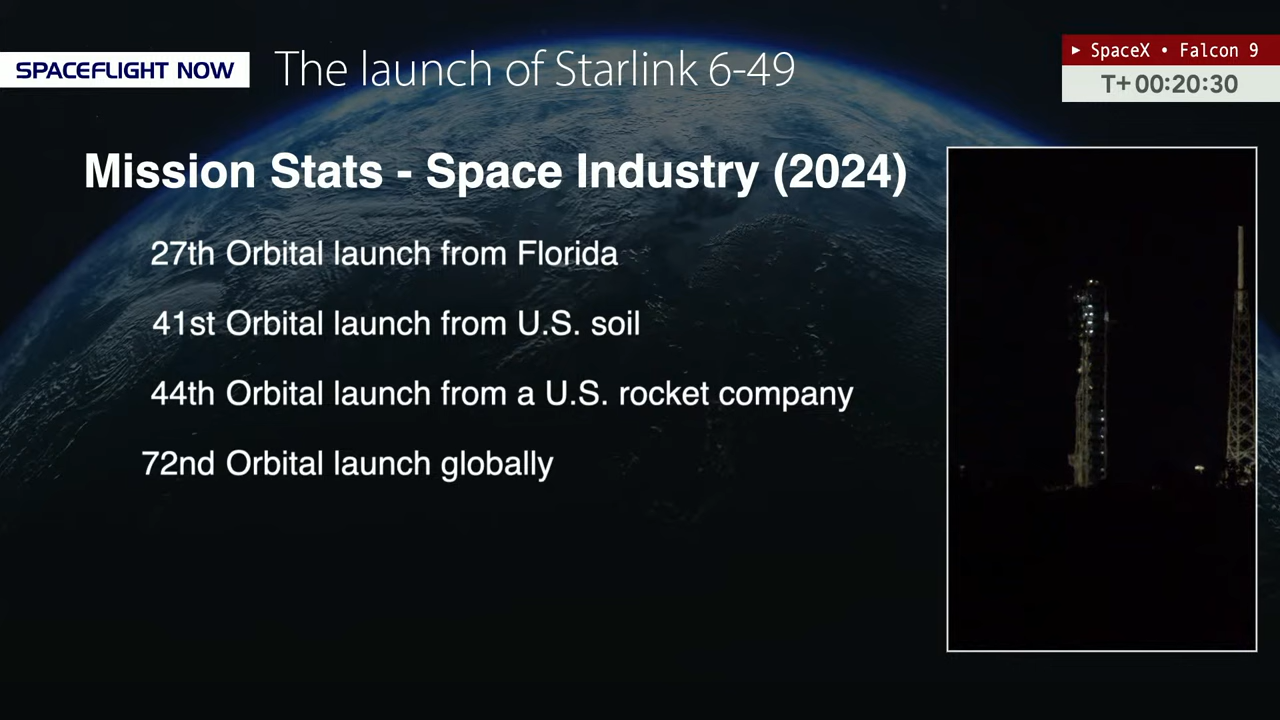 SPACEFLIGHT NOW
The launch of Starlink 6-49
▶ SpaceX • Falcon 9
T+00:20:30
Mission Stats - Space Industry (2024)
27th Orbital launch from Florida
41st Orbital launch from U.S. soil
44th Orbital launch from a U.S. rocket company
72nd Orbital launch globally